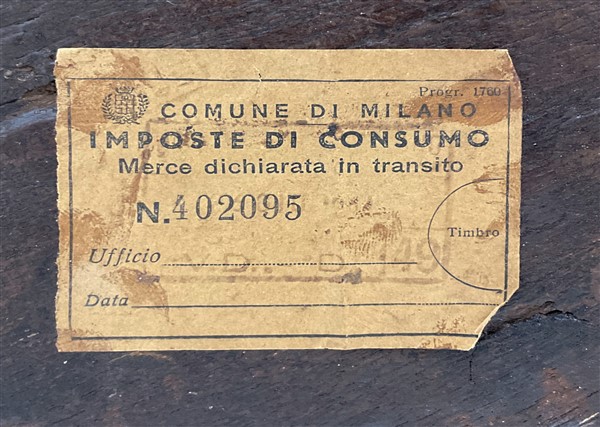 Progr. 1760
COMUNE DI MILANO
IMPOSTE DI CONSUMO
Merce dichiarata in transito
N. 402095
Timbro
Ufficio
Data